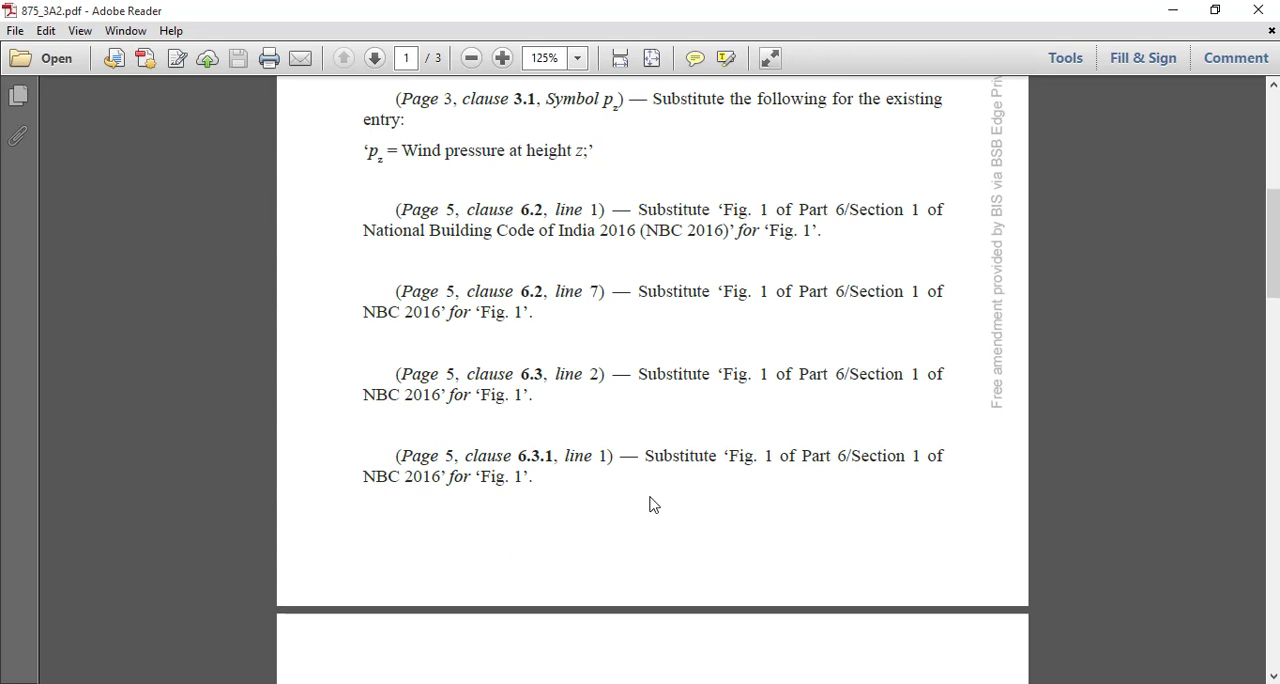 875_3A2.pdf - Adobe Reader
File Edit View Window Help
Open 1 / 3 125% Tools Fill & Sign Comment
(Page 3, clause 3.1, Symbol pz) — Substitute the following for the existing
entry:
‘pz = Wind pressure at height z;’
(Page 5, clause 6.2, line 1) — Substitute ‘Fig. 1 of Part 6/Section 1 of
National Building Code of India 2016 (NBC 2016)’ for ‘Fig. 1’.
(Page 5, clause 6.2, line 7) — Substitute ‘Fig. 1 of Part 6/Section 1 of
NBC 2016’ for ‘Fig. 1’.
(Page 5, clause 6.3, line 2) — Substitute ‘Fig. 1 of Part 6/Section 1 of
NBC 2016’ for ‘Fig. 1’.
(Page 5, clause 6.3.1, line 1) — Substitute ‘Fig. 1 of Part 6/Section 1 of
NBC 2016’ for ‘Fig. 1’.
Free amendment provided by BIS via BSB Edge